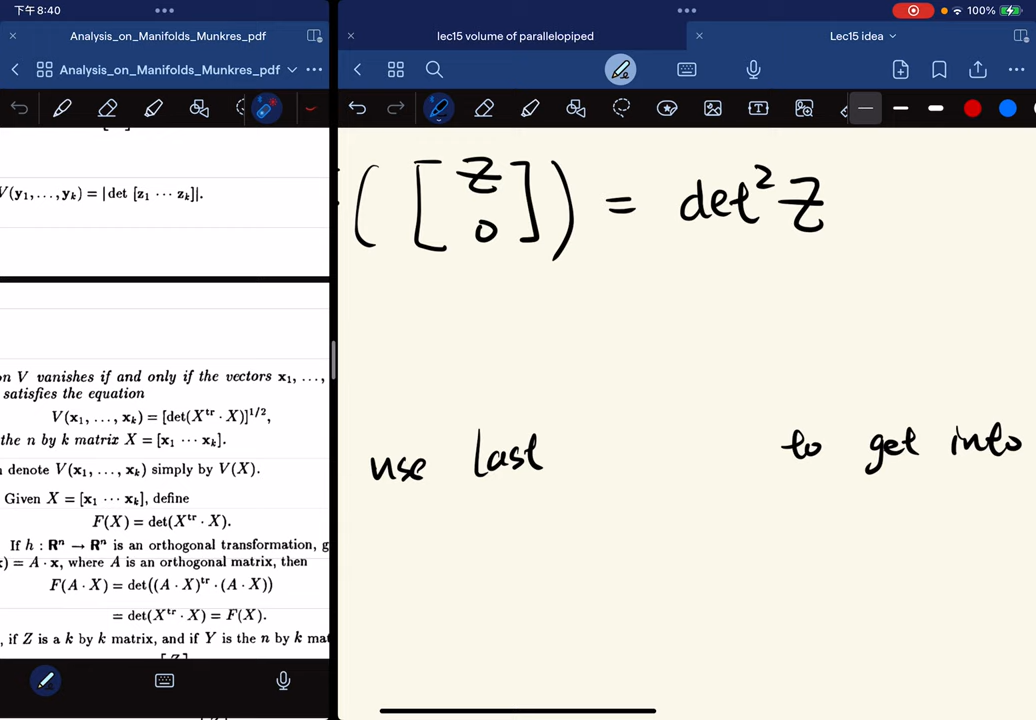 下午8:40
100%
Analysis_on_Manifolds_Munkres_pdf
Analysis_on_Manifolds_Munkres_pdf
V(y₁, . . . , yₖ) = |det [z₁ ··· zₖ]|.
on V vanishes if and only if the vectors x₁, . . . ,
satisfies the equation
V(x₁, . . . , xₖ) = [det(Xᵗʳ · X)]^{1/2},
the n by k matrix X = [x₁ ··· xₖ].
n denote V(x₁, . . . , xₖ) simply by V(X).
Given X = [x₁ ··· xₖ], define
F(X) = det(Xᵗʳ · X).
If h : Rⁿ → Rⁿ is an orthogonal transformation, g
) = A · x, where A is an orthogonal matrix, then
F(A · X) = det((A · X)ᵗʳ · (A · X))
= det(Xᵗʳ · X) = F(X).
, if Z is a k by k matrix, and if Y is the n by k mat
lec15 volume of parallelopiped
Lec15 idea
([Z
0]) = det² Z
use last to get into